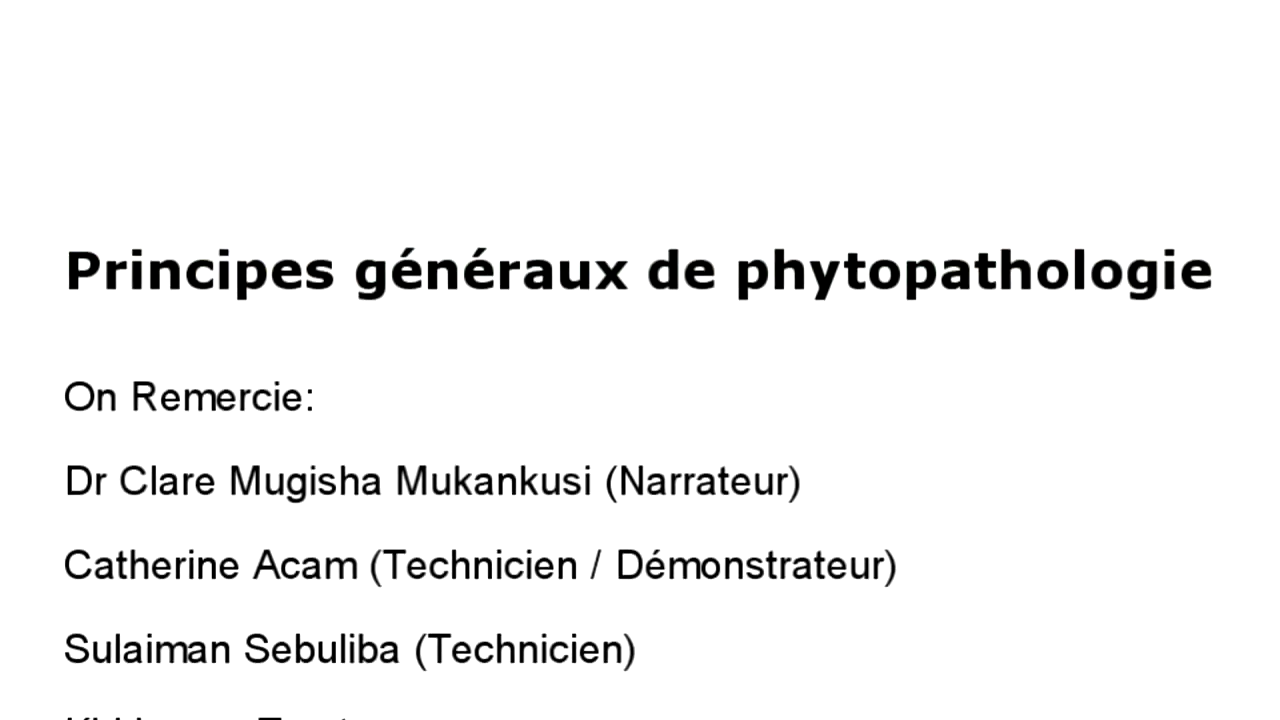 Principes généraux de phytopathologie
On Remercie:
Dr Clare Mugisha Mukankusi (Narrateur)
Catherine Acam (Technicien / Démonstrateur)
Sulaiman Sebuliba (Technicien)